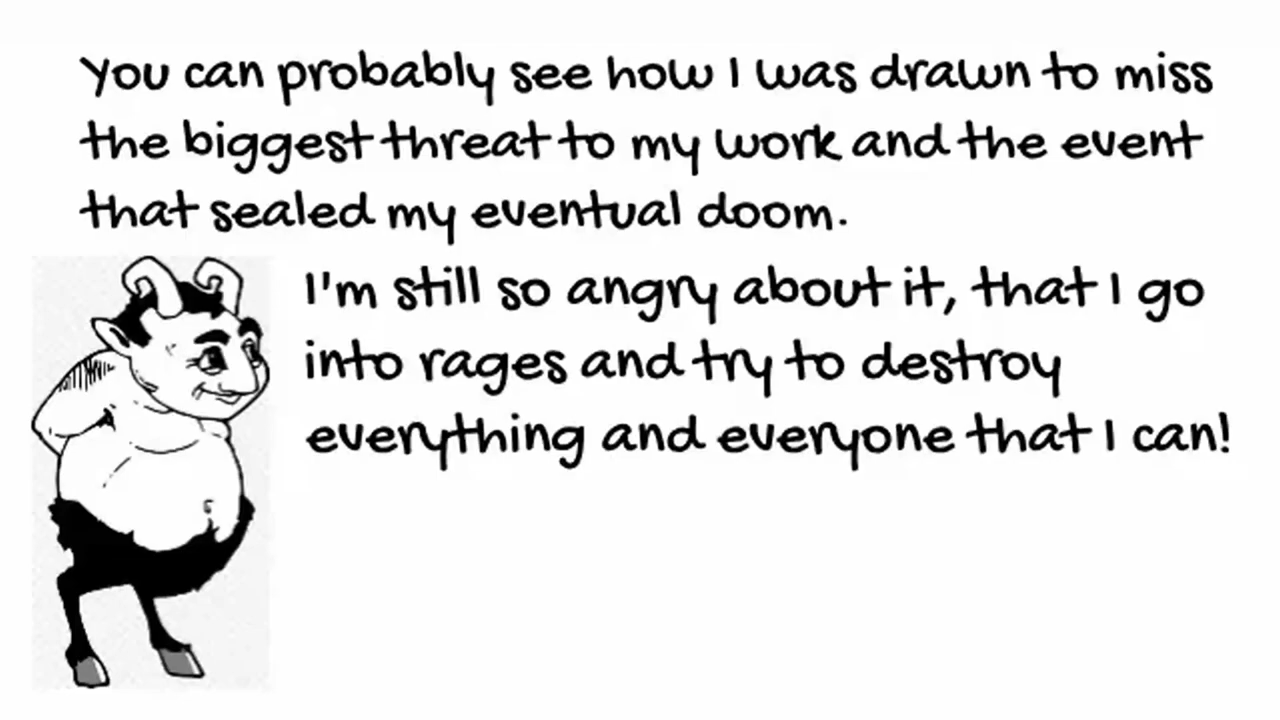 You can probably see how I was drawn to miss
the biggest threat to my work and the event
that sealed my eventual doom.
I'm still so angry about it, that I go
into rages and try to destroy
everything and everyone that I can!